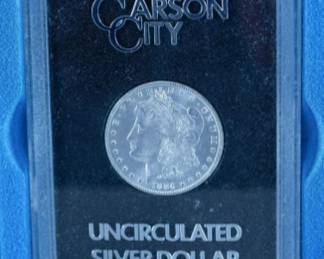 CARSON
CITY
UNCIRCULATED
SILVER DOLLAR